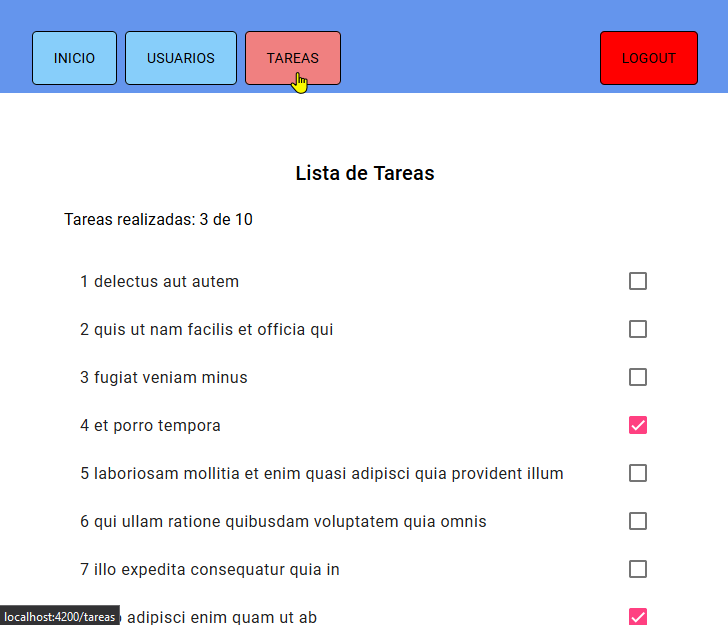 INICIO USUARIOS TAREAS LOGOUT
Lista de Tareas
Tareas realizadas: 3 de 10
1 delectus aut autem
2 quis ut nam facilis et officia qui
3 fugiat veniam minus
4 et porro tempora
5 laboriosam mollitia et enim quasi adipisci quia provident illum
6 qui ullam ratione quibusdam voluptatem quia omnis
7 illo expedita consequatur quia in
adipisci enim quam ut ab
localhost:4200/tareas